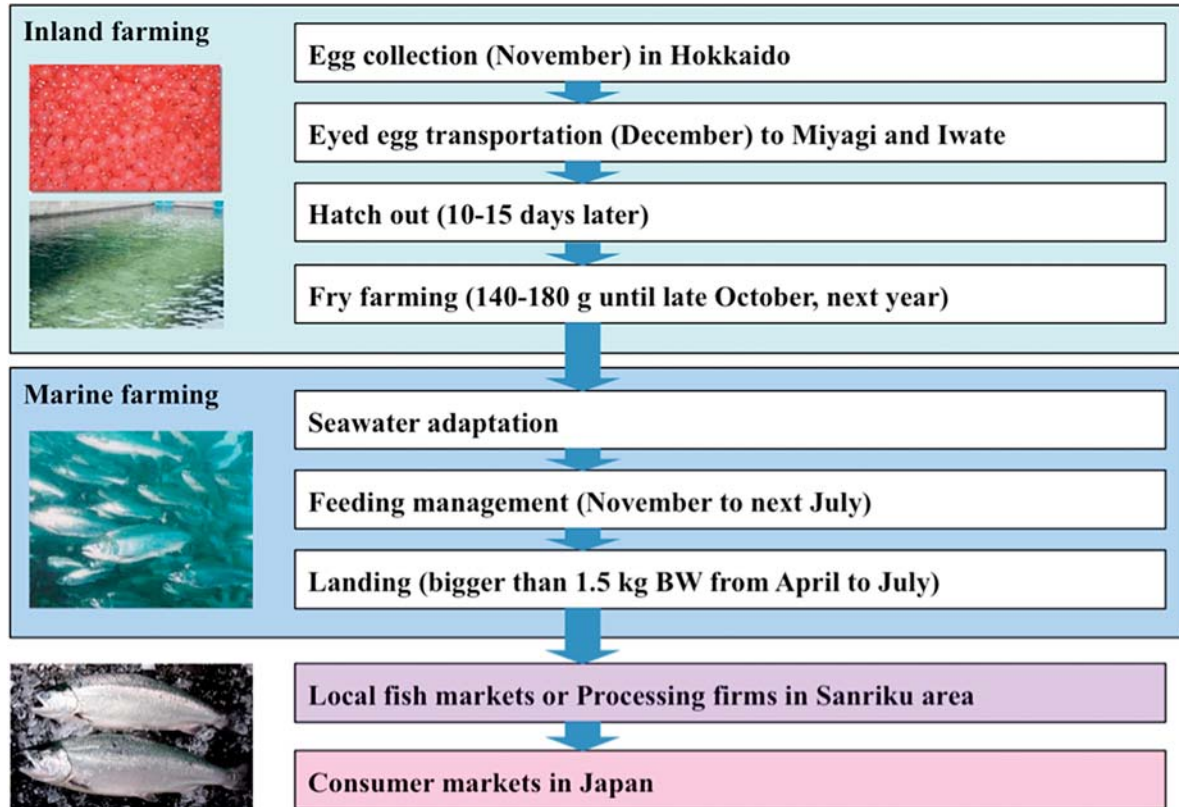 Inland farming
Egg collection (November) in Hokkaido
Eyed egg transportation (December) to Miyagi and Iwate
Hatch out (10-15 days later)
Fry farming (140-180 g until late October, next year)
Marine farming
Seawater adaptation
Feeding management (November to next July)
Landing (bigger than 1.5 kg BW from April to July)
Local fish markets or Processing firms in Sanriku area
Consumer markets in Japan